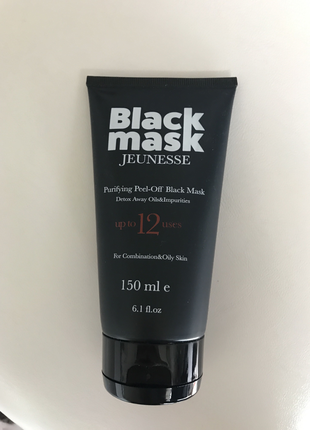 Black
mask
JEUNESSE
Purifying Peel-Off Black Mask
Detox Away Oils&Impurities
up to 12 uses
For Combination&Oily Skin
150 ml e
6.1 fl.oz